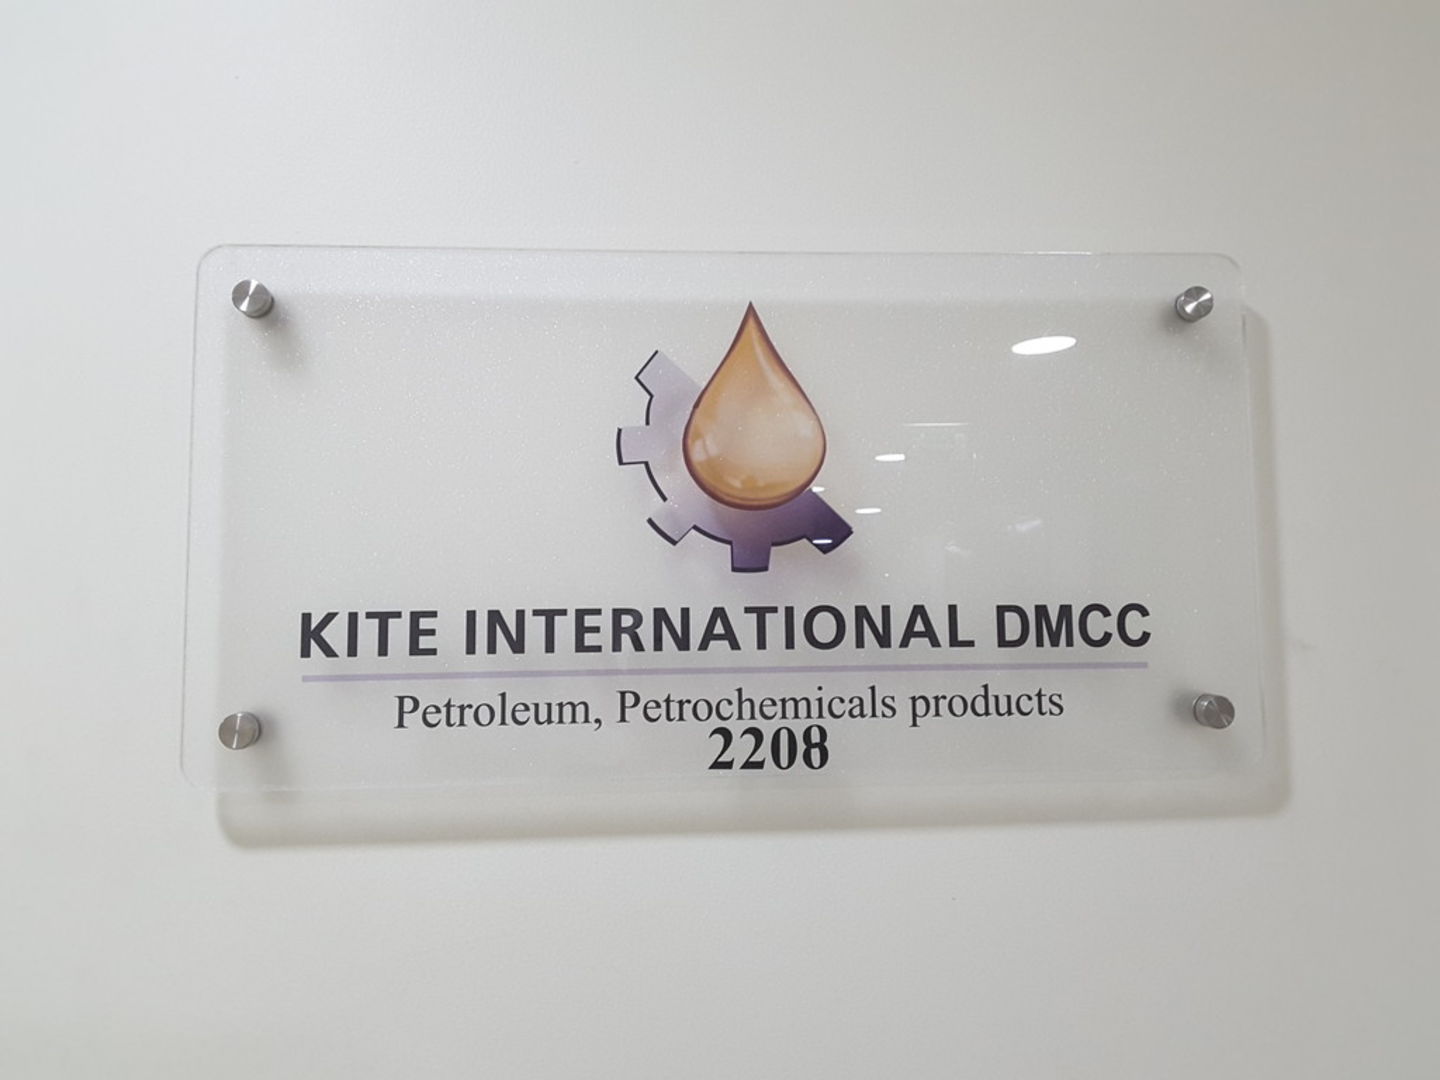 KITE INTERNATIONAL DMCC
Petroleum, Petrochemicals products
2208